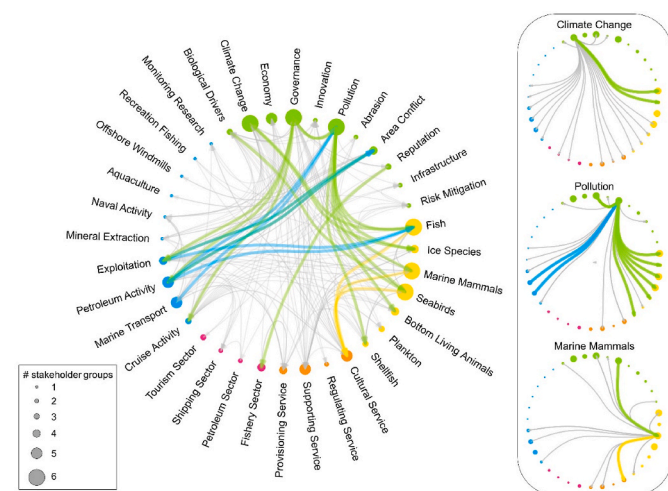 Monitoring Research
Biological Drivers
Climate Change
Economy
Governance
Innovation
Pollution
Abrasion
Area Conflict
Reputation
Infrastructure
Risk Mitigation
Fish
Ice Species
Marine Mammals
Seabirds
Bottom Living Animals
Plankton
Shellfish
Cultural Service
Regulating Service
Supporting Service
Provisioning Service
Fishery Sector
Petroleum Sector
Shipping Sector
Tourism Sector
Cruise Activity
Marine Transport
Petroleum Activity
Exploitation
Mineral Extraction
Naval Activity
Aquaculture
Offshore Windmills
Recreation Fishing
# stakeholder groups
1
2
3
4
5
6
Climate Change
Pollution
Marine Mammals